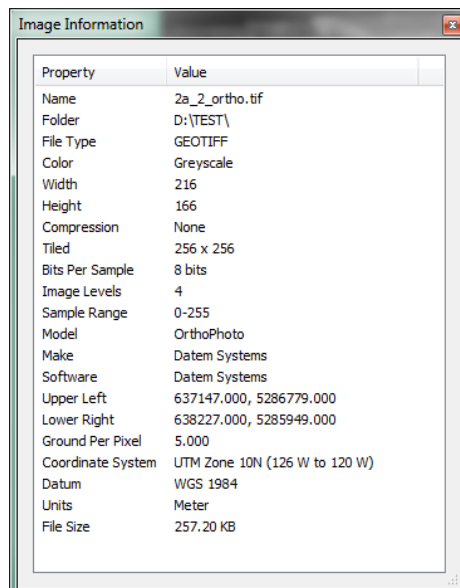 Image Information
Property Value
Name 2a_2_ortho.tif
Folder D:\TEST\
File Type GEOTIFF
Color Greyscale
Width 216
Height 166
Compression None
Tiled 256 x 256
Bits Per Sample 8 bits
Image Levels 4
Sample Range 0-255
Model OrthoPhoto
Make Datem Systems
Software Datem Systems
Upper Left 637147.000, 5286779.000
Lower Right 638227.000, 5285949.000
Ground Per Pixel 5.000
Coordinate System UTM Zone 10N (126 W to 120 W)
Datum WGS 1984
Units Meter
File Size 257.20 KB